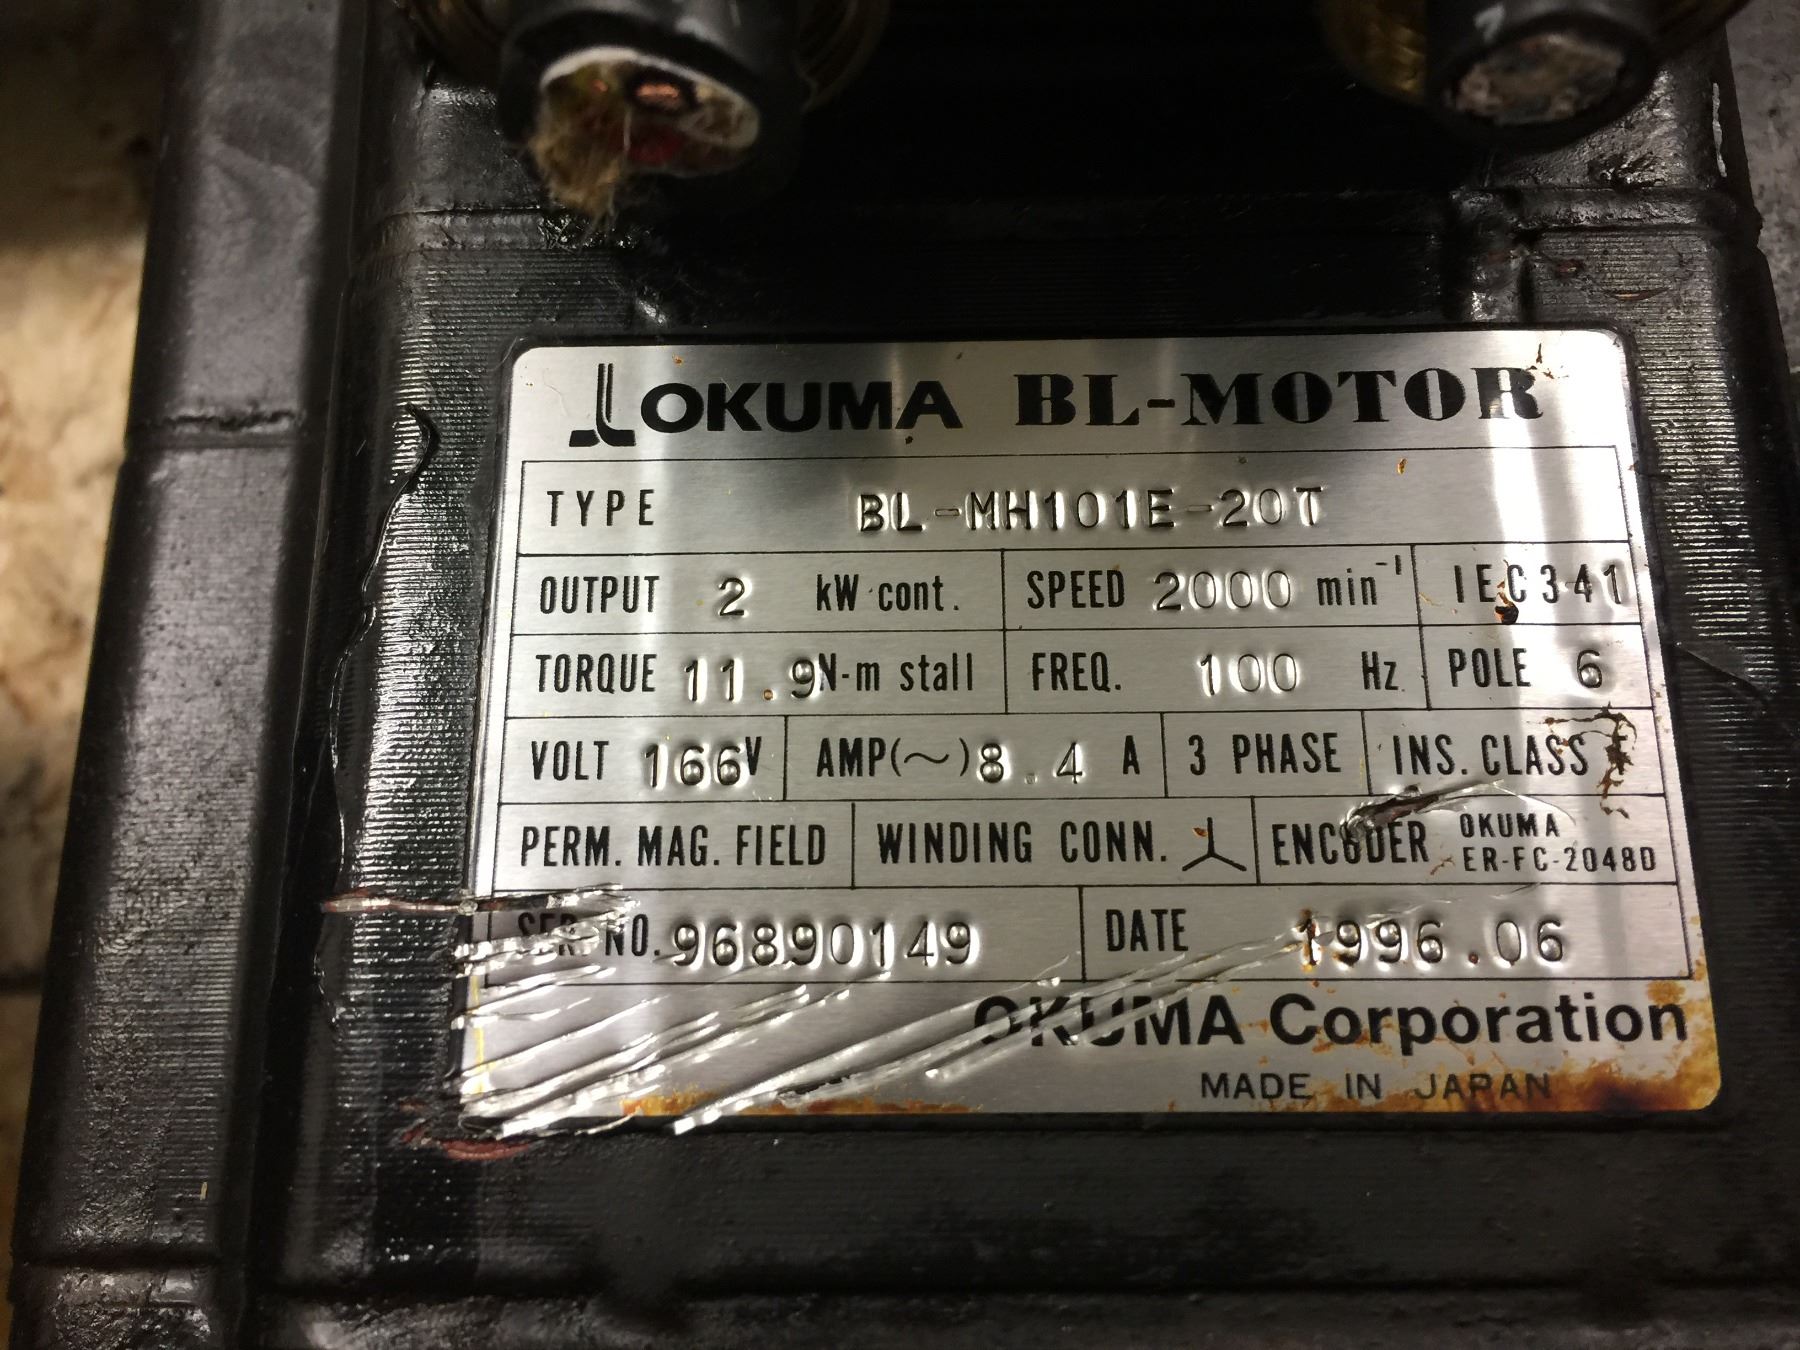 OKUMA BL-MOTOR
TYPE BL-MH101E-20T
OUTPUT 2 kW cont. SPEED 2000 min⁻¹ IEC341
TORQUE 11.9 N-m stall FREQ. 100 Hz POLE 6
VOLT 166V AMP(~) 8.4 A 3 PHASE INS. CLASS F
PERM. MAG. FIELD WINDING CONN. ENCODER OKUMA
ER-FC-2048D
SER. NO. 96890149 DATE 1996.06
OKUMA Corporation
MADE IN JAPAN